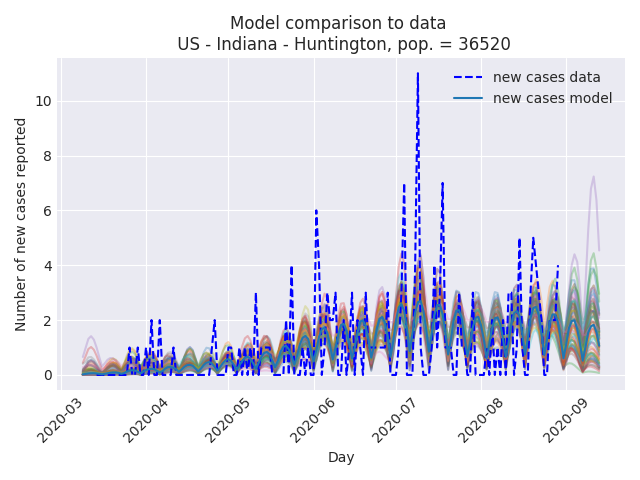 Model comparison to data
US - Indiana - Huntington, pop. = 36520
new cases data
new cases model
Number of new cases reported
10
8
6
4
2
0
2020-03
2020-04
2020-05
2020-06
2020-07
2020-08
2020-09
Day